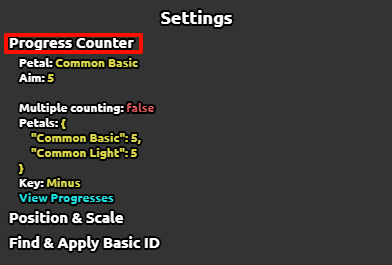 Settings
Progress Counter
Petal: Common Basic
Aim: 5
Multiple counting: false
Petals: {
"Common Basic": 5,
"Common Light": 5
}
Key: Minus
View Progresses
Position & Scale
Find & Apply Basic ID